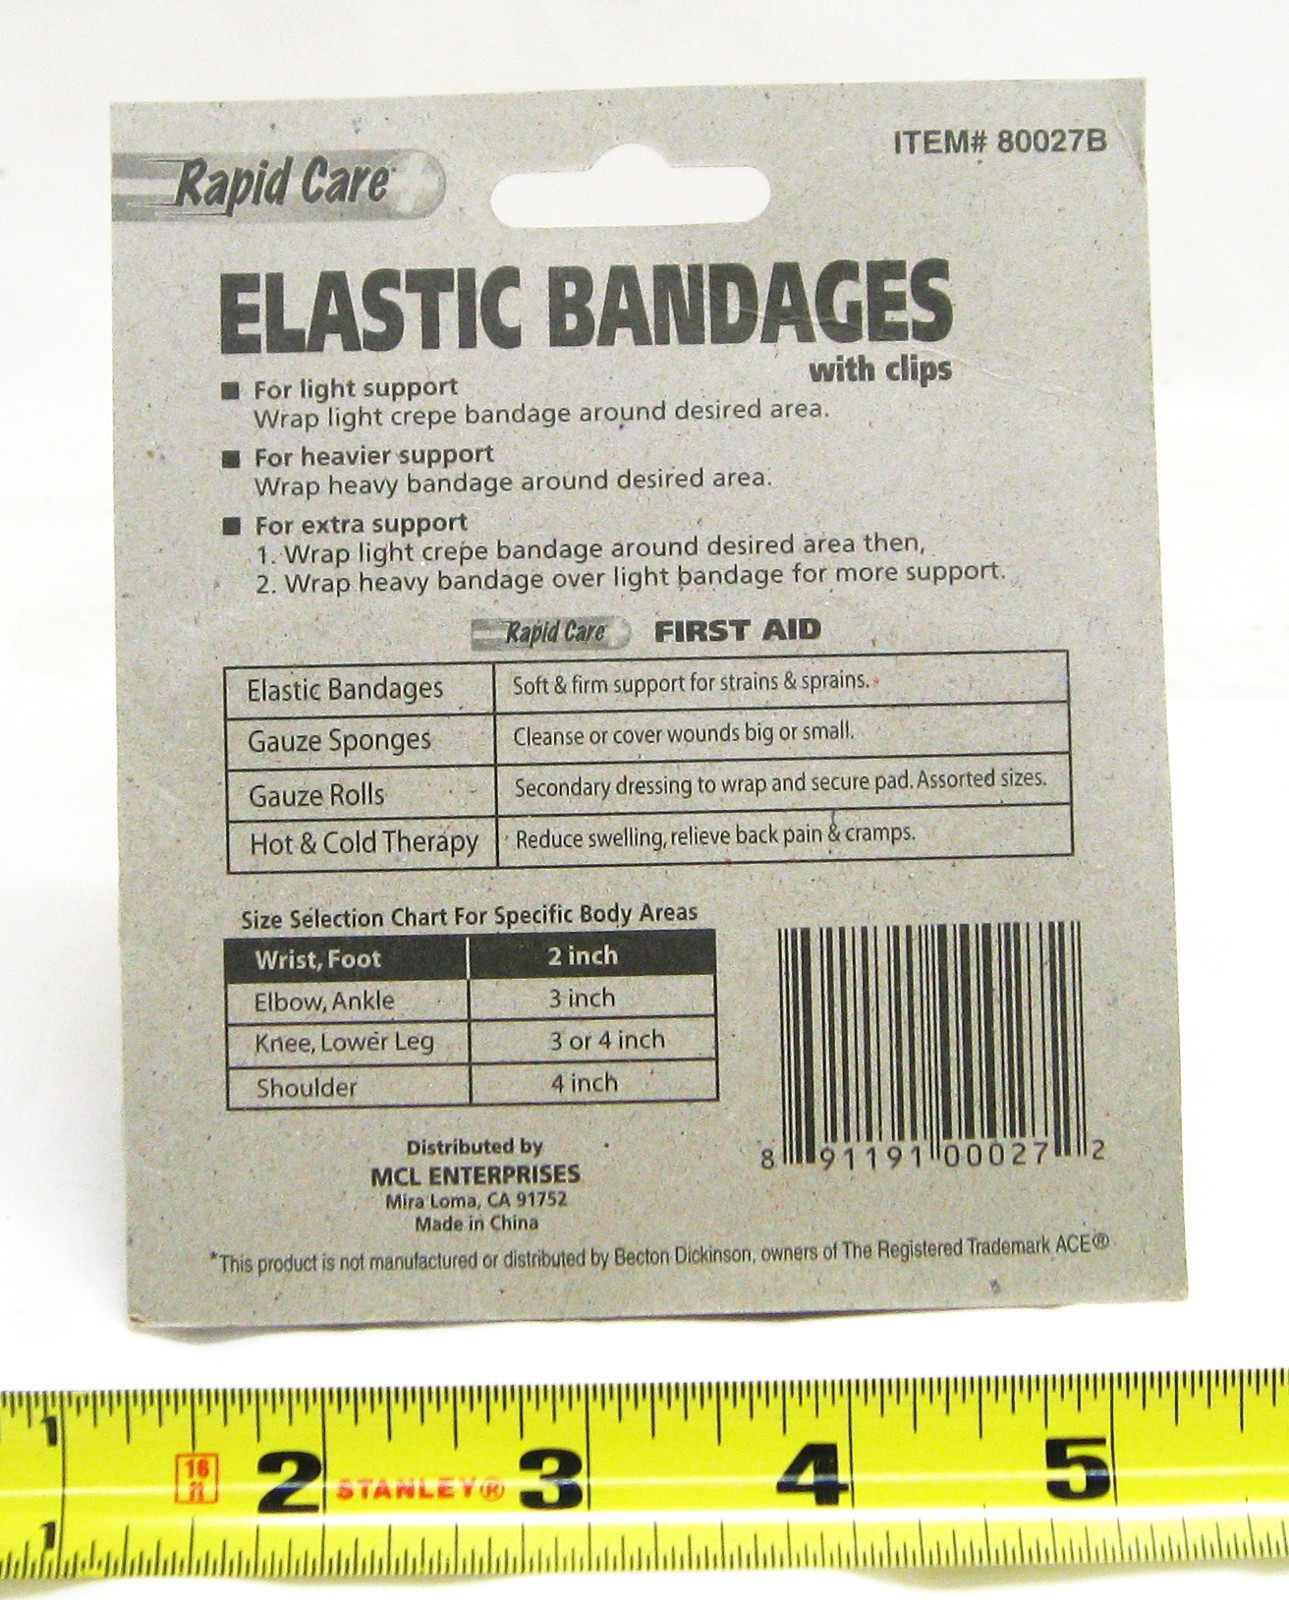 Rapid Care
ITEM# 80027B
ELASTIC BANDAGES
with clips
■ For light support
Wrap light crepe bandage around desired area.
■ For heavier support
Wrap heavy bandage around desired area.
■ For extra support
1. Wrap light crepe bandage around desired area then,
2. Wrap heavy bandage over light bandage for more support.
Rapid Care FIRST AID
Elastic Bandages Soft & firm support for strains & sprains.
Gauze Sponges Cleanse or cover wounds big or small.
Gauze Rolls Secondary dressing to wrap and secure pad. Assorted sizes.
Hot & Cold Therapy Reduce swelling, relieve back pain & cramps.
Size Selection Chart For Specific Body Areas
Wrist, Foot 2 inch
Elbow, Ankle 3 inch
Knee, Lower Leg 3 or 4 inch
Shoulder 4 inch
8 91191 00027 2
Distributed by
MCL ENTERPRISES
Mira Loma, CA 91752
Made in China
*This product is not manufactured or distributed by Becton Dickinson, owners of The Registered Trademark ACE®
1 2 3 4 5
16 ft STANLEY®
1